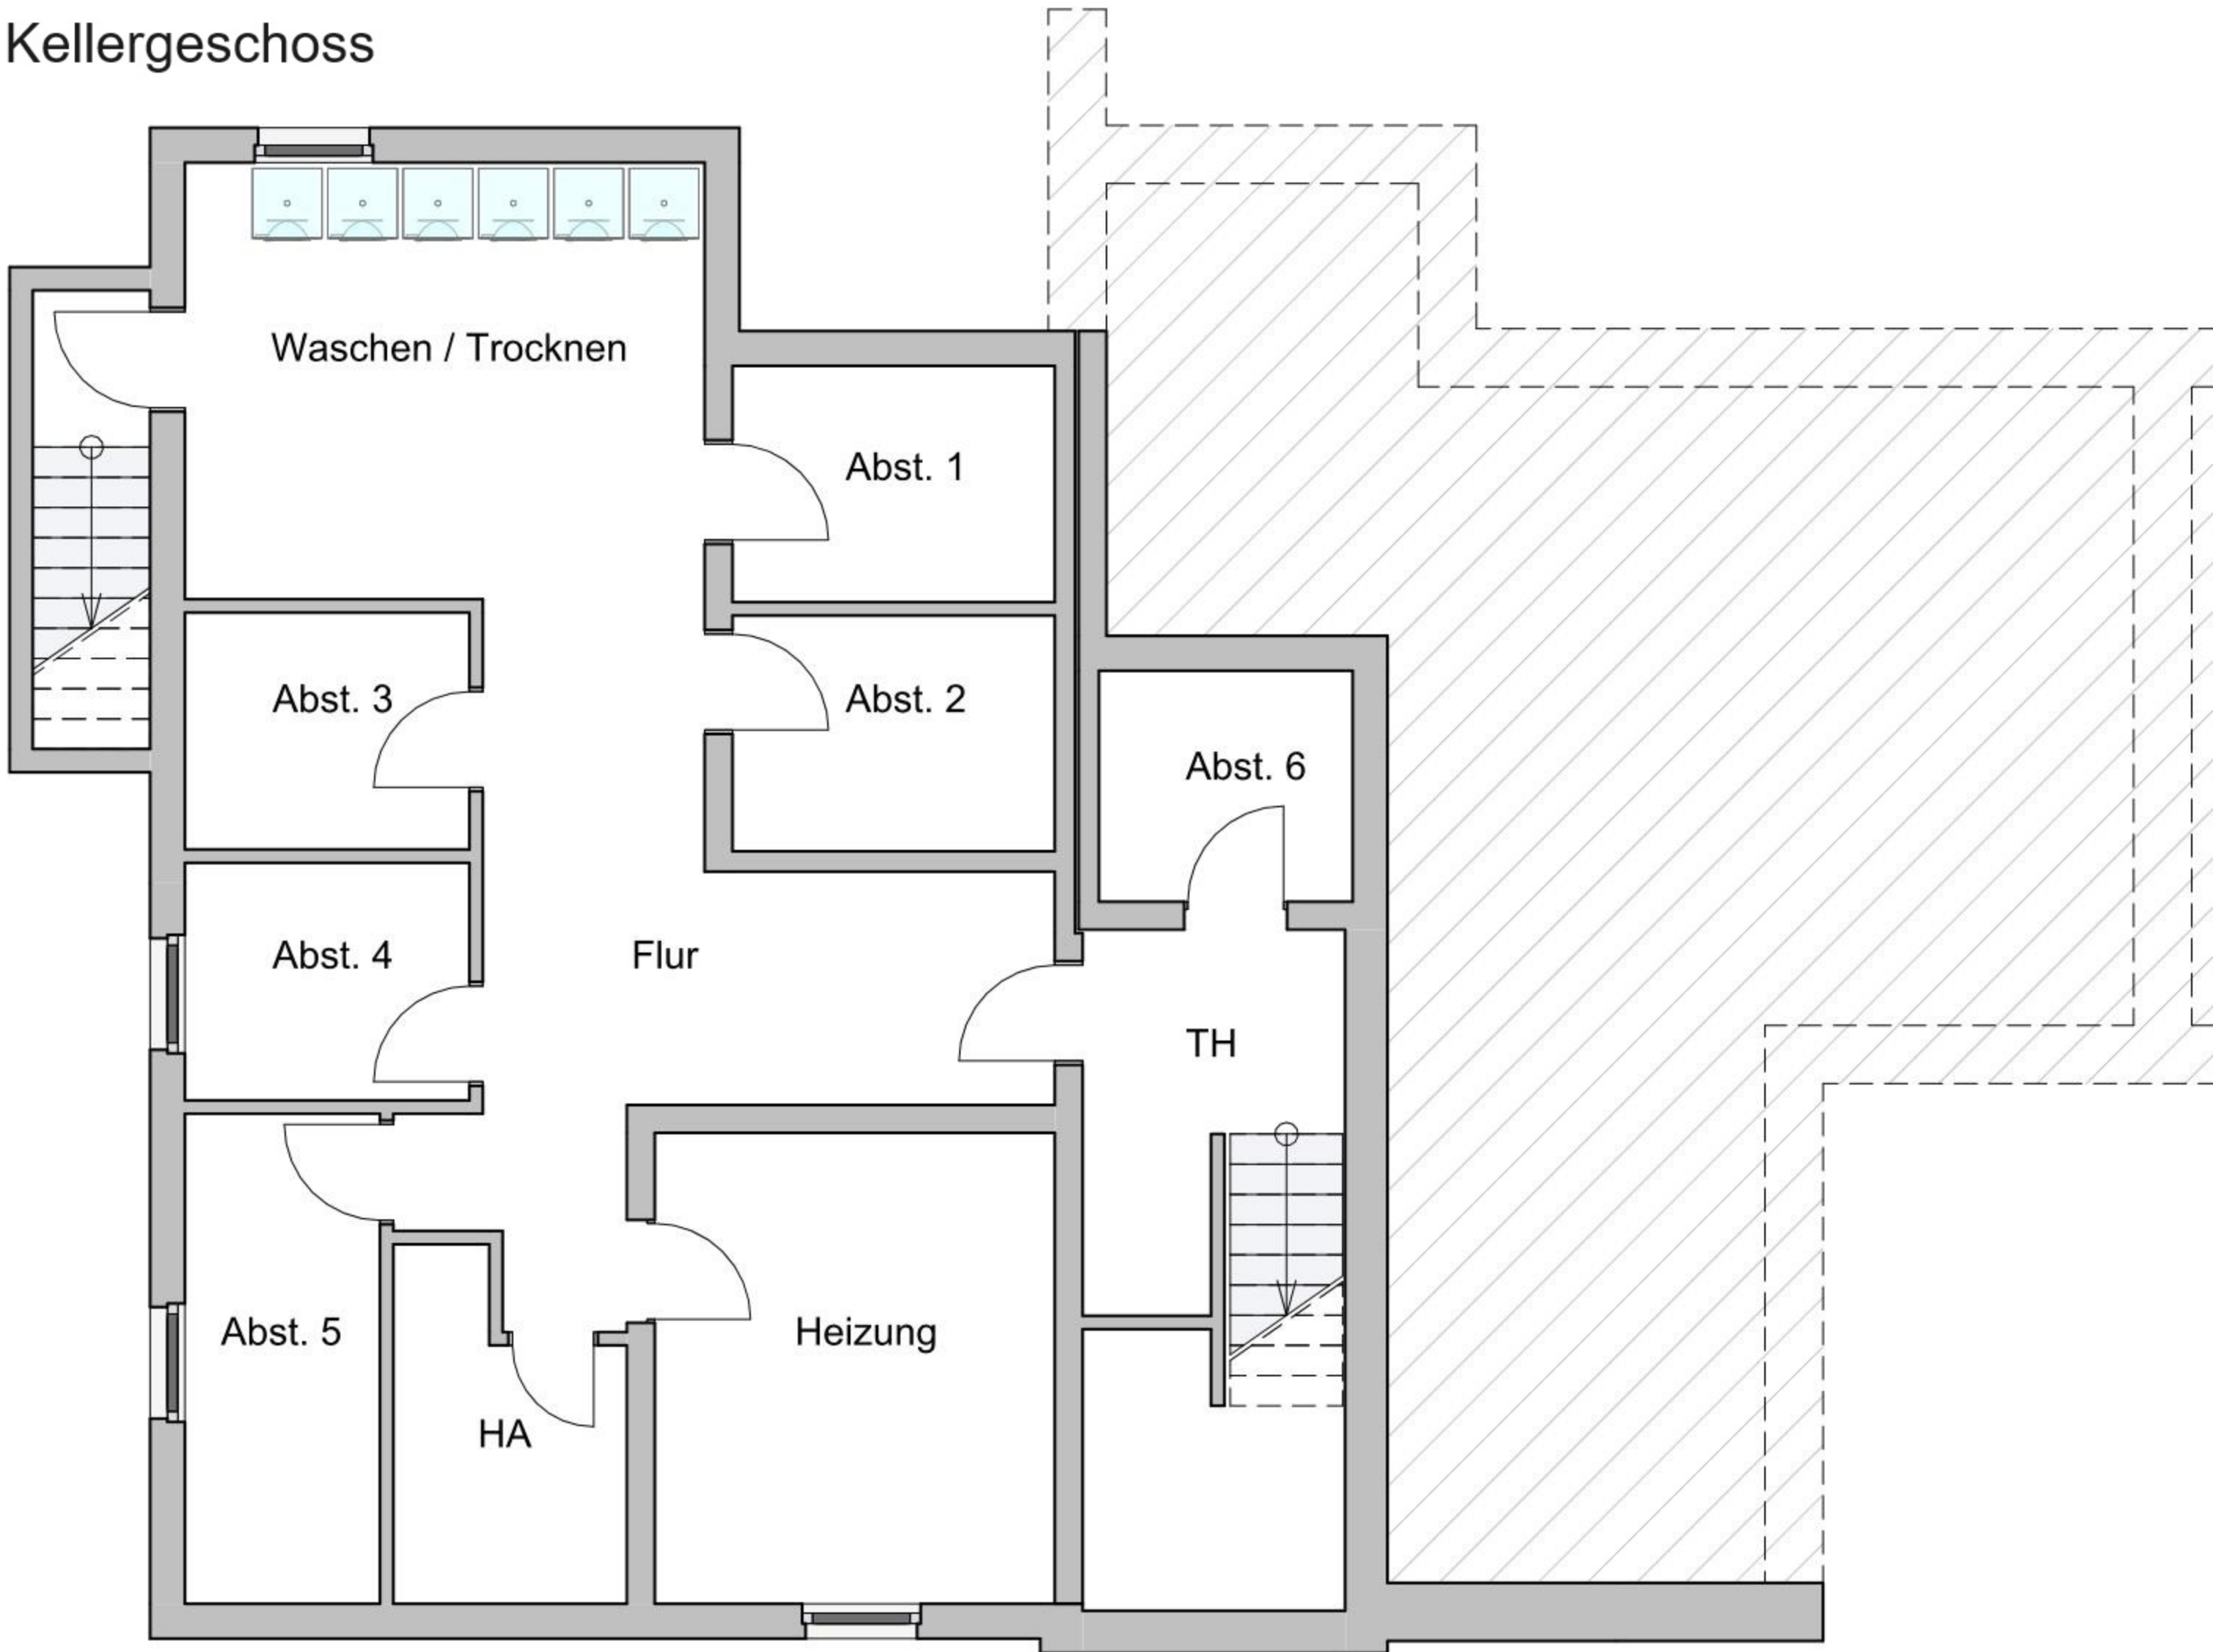 Kellergeschoss
Waschen / Trocknen
Abst. 1
Abst. 3
Abst. 2
Abst. 6
Abst. 4
Flur
TH
Abst. 5
Heizung
HA